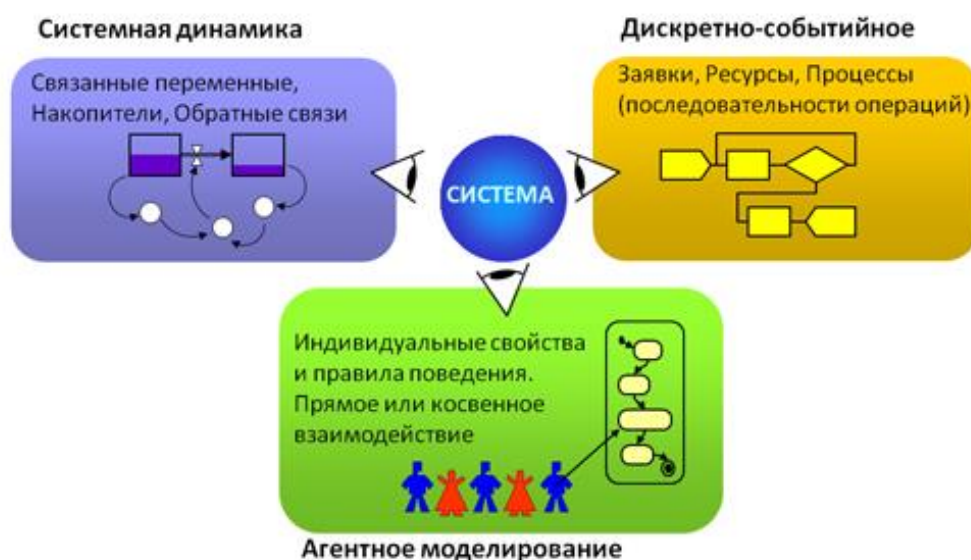 Системная динамика
Связанные переменные,
Накопители, Обратные связи
Дискретно-событийное
Заявки, Ресурсы, Процессы
(последовательности операций)
СИСТЕМА
Индивидуальные свойства
и правила поведения.
Прямое или косвенное
взаимодействие
Агентное моделирование